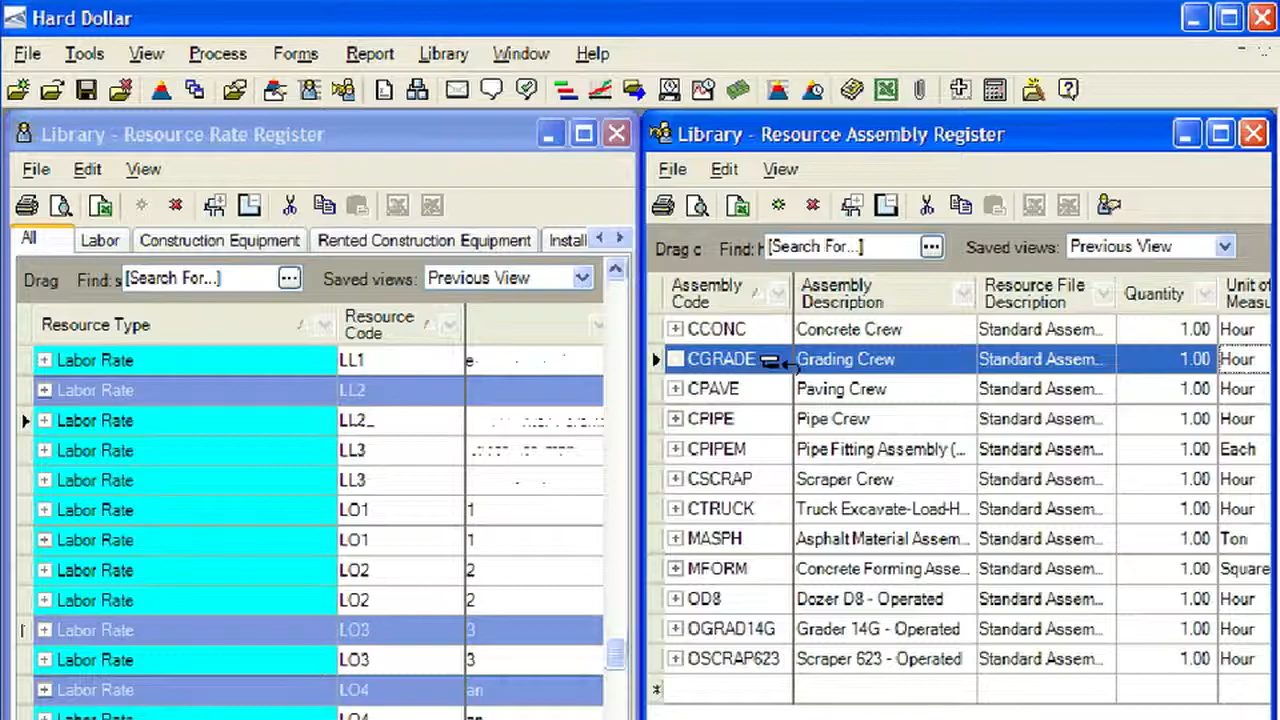 Hard Dollar
File Tools View Process Forms Report Library Window Help
Library - Resource Rate Register
File Edit View
All Labor Construction Equipment Rented Construction Equipment Install
Drag Find: s [Search For...] ... Saved views: Previous View
Resource Type Resource Code
Labor Rate LL1
Labor Rate LL2
Labor Rate LL2_
Labor Rate LL3
Labor Rate LL3
Labor Rate LO1 1
Labor Rate LO1 1
Labor Rate LO2 2
Labor Rate LO2 2
Labor Rate LO3 3
Labor Rate LO3 3
Labor Rate LO4 an
Labor Rate LO4
Library - Resource Assembly Register
File Edit View
Drag c Find: h [Search For...] ... Saved views: Previous View
Assembly Code Assembly Description Resource File Description Quantity Unit of Measu
CCONC Concrete Crew Standard Assem... 1.00 Hour
CGRADE Grading Crew Standard Assem... 1.00 Hour
CPAVE Paving Crew Standard Assem... 1.00 Hour
CPIPE Pipe Crew Standard Assem... 1.00 Hour
CPIPEM Pipe Fitting Assembly (... Standard Assem... 1.00 Each
CSCRAP Scraper Crew Standard Assem... 1.00 Hour
CTRUCK Truck Excavate-Load-H... Standard Assem... 1.00 Hour
MASPH Asphalt Material Assem... Standard Assem... 1.00 Ton
MFORM Concrete Forming Asse... Standard Assem... 1.00 Square
OD8 Dozer D8 - Operated Standard Assem... 1.00 Hour
OGRAD14G Grader 14G - Operated Standard Assem... 1.00 Hour
OSCRAP623 Scraper 623 - Operated Standard Assem... 1.00 Hour